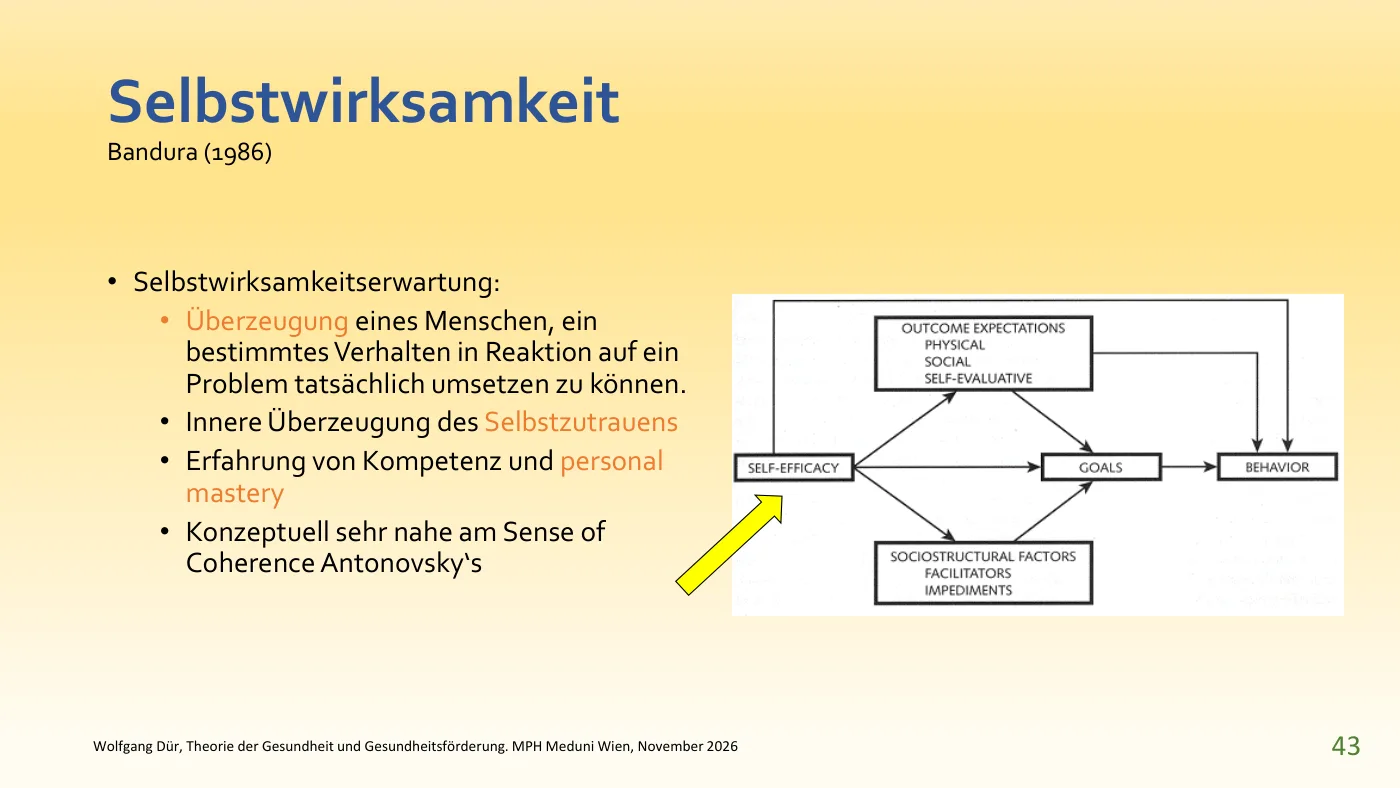 Selbstwirksamkeit
Bandura (1986)
• Selbstwirksamkeitserwartung:
• Überzeugung eines Menschen, ein
bestimmtes Verhalten in Reaktion auf ein
Problem tatsächlich umsetzen zu können.
• Innere Überzeugung des Selbstzutrauens
• Erfahrung von Kompetenz und personal
mastery
• Konzeptuell sehr nahe am Sense of
Coherence Antonovsky‘s
OUTCOME EXPECTATIONS
PHYSICAL
SOCIAL
SELF-EVALUATIVE
SELF-EFFICACY
GOALS
BEHAVIOR
SOCIOSTRUCTURAL FACTORS
FACILITATORS
IMPEDIMENTS
Wolfgang Dür, Theorie der Gesundheit und Gesundheitsförderung. MPH Meduni Wien, November 2026
43